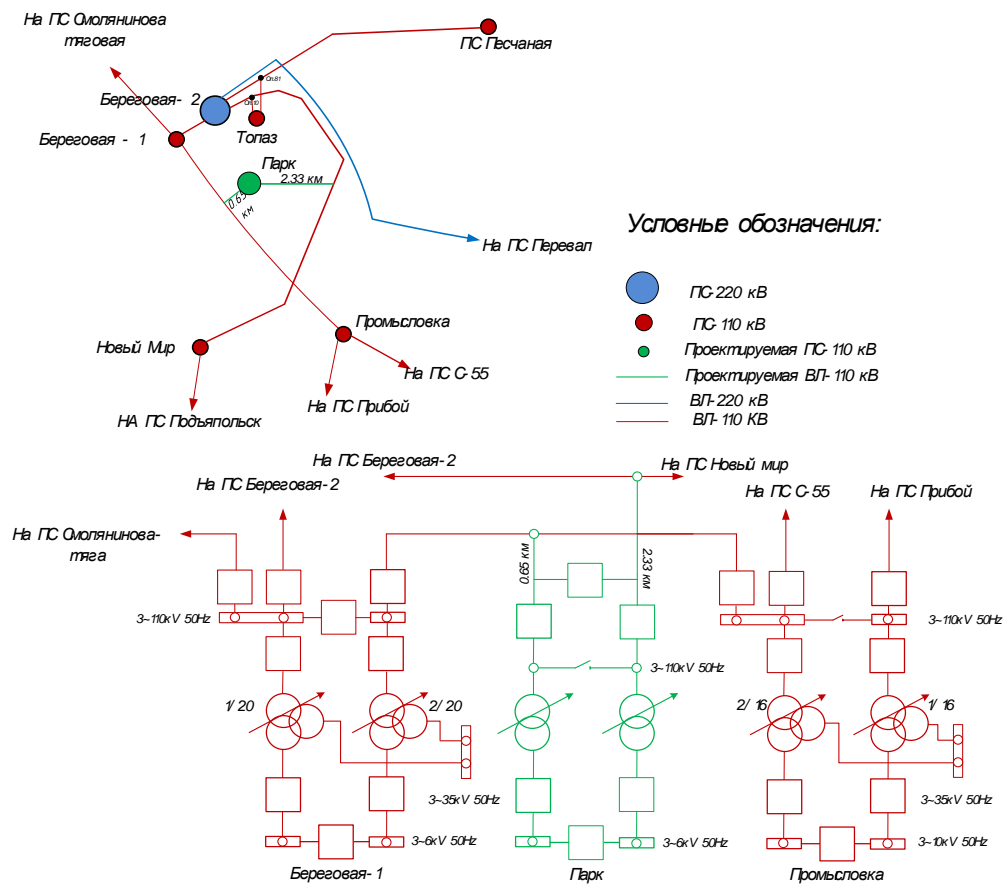 На ПС Смолянинова
тяговая
ПС Песчаная
Оп.81
Береговая- 2
Оп.10
Береговая - 1
Топаз
Парк
2.33 км
0.65
км
На ПС Перевал
Условные обозначения:
ПС-220 кВ
ПС-110 кВ
Проектируемая ПС-110 кВ
Проектируемая ВЛ-110 кВ
ВЛ-220 кВ
ВЛ-110 КВ
Промысловка
Новый Мир
На ПС С-55
На ПС Прибой
НА ПС Подъяпольск
На ПС Береговая-2
На ПС Новый мир
На ПС Береговая-2
На ПС С-55
На ПС Прибой
На ПС Смолянинова-
тяга
0.65 км
2.33 км
3~110kV 50Hz
3~110kV 50Hz
3~110kV 50Hz
1/20
2/20
2/16
1/16
3~35kV 50Hz
3~35kV 50Hz
3~6kV 50Hz
3~6kV 50Hz
3~10kV 50Hz
Береговая-1
Парк
Промысловка